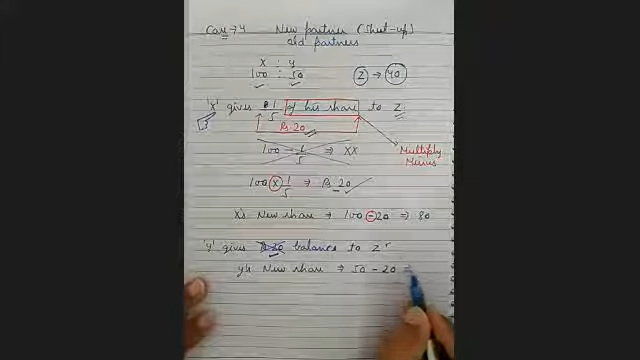 Case → 4 New partner (Shut-up)
old partners
X : Y
100 : 50 Z → 40
'X' gives 1/5 of his share to Z
Rs. 20
100 - 1/5 ⇒ XX
Multiply
Minus
100 × 1/5 ⇒ Rs. 20
X's New share → 100 - 20 ⇒ 80
'Y' gives balance to Z
Y's New share ⇒ 50 - 20 =